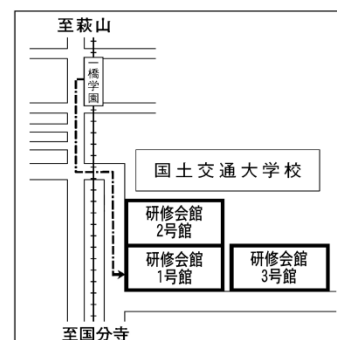 至萩山
一橋学園
国土交通大学校
研修会館
2号館
研修会館
1号館
研修会館
3号館
至国分寺